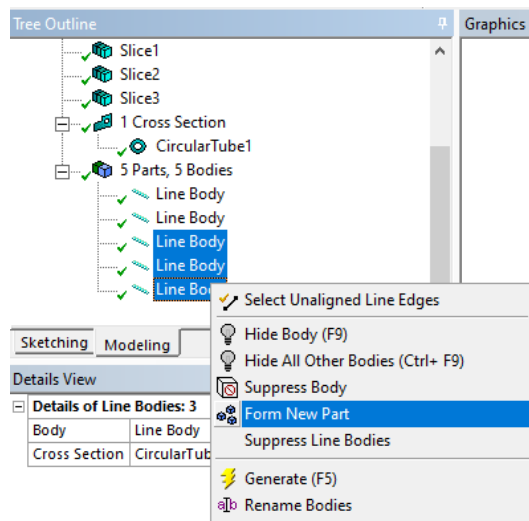 Tree Outline
Graphics
Slice1
Slice2
Slice3
1 Cross Section
CircularTube1
5 Parts, 5 Bodies
Line Body
Line Body
Line Body
Line Body
Line Bo
Select Unaligned Line Edges
Hide Body (F9)
Hide All Other Bodies (Ctrl+ F9)
Suppress Body
Form New Part
Suppress Line Bodies
Generate (F5)
Rename Bodies
Sketching Modeling
Details View
Details of Line Bodies: 3
Body Line Body
Cross Section CircularTub